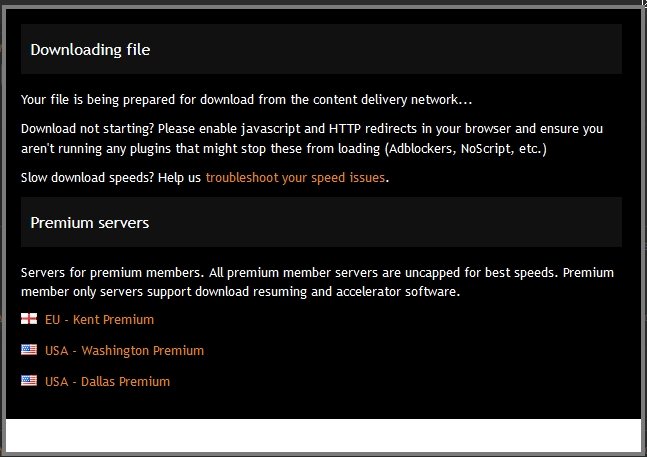 Downloading file
Your file is being prepared for download from the content delivery network...
Download not starting? Please enable javascript and HTTP redirects in your browser and ensure you
aren't running any plugins that might stop these from loading (Adblockers, NoScript, etc.)
Slow download speeds? Help us troubleshoot your speed issues.
Premium servers
Servers for premium members. All premium member servers are uncapped for best speeds. Premium
member only servers support download resuming and accelerator software.
EU - Kent Premium
USA - Washington Premium
USA - Dallas Premium